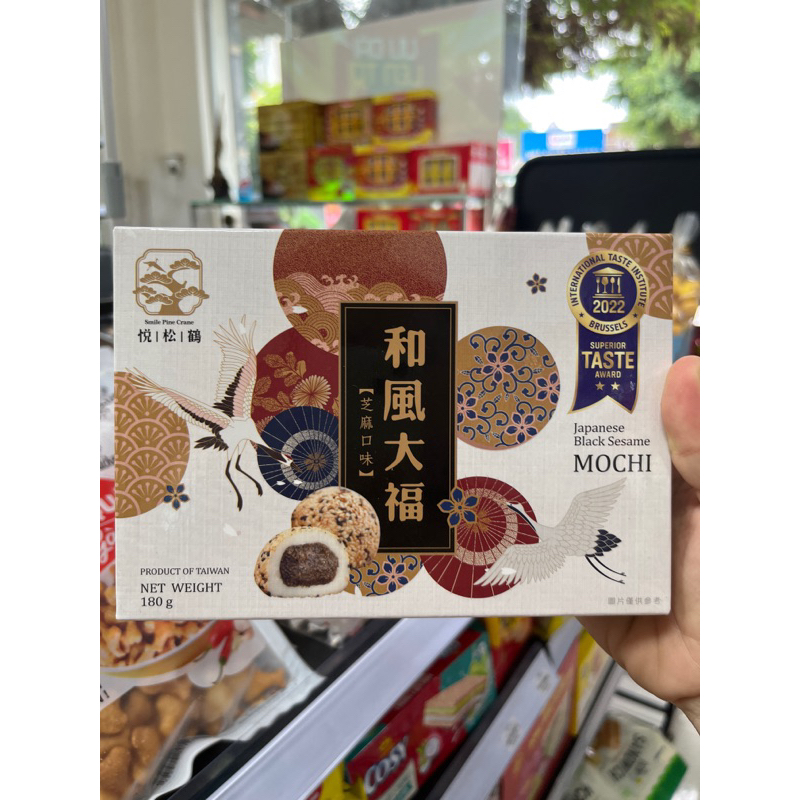 Smile Pine Crane
悅|松|鶴
和風大福
【芝麻口味】
INTERNATIONAL TASTE INSTITUTE
2022
BRUSSELS
SUPERIOR
TASTE
AWARD
Japanese
Black Sesame
MOCHI
PRODUCT OF TAIWAN
NET WEIGHT
180 g
圖片僅供參考
COSY